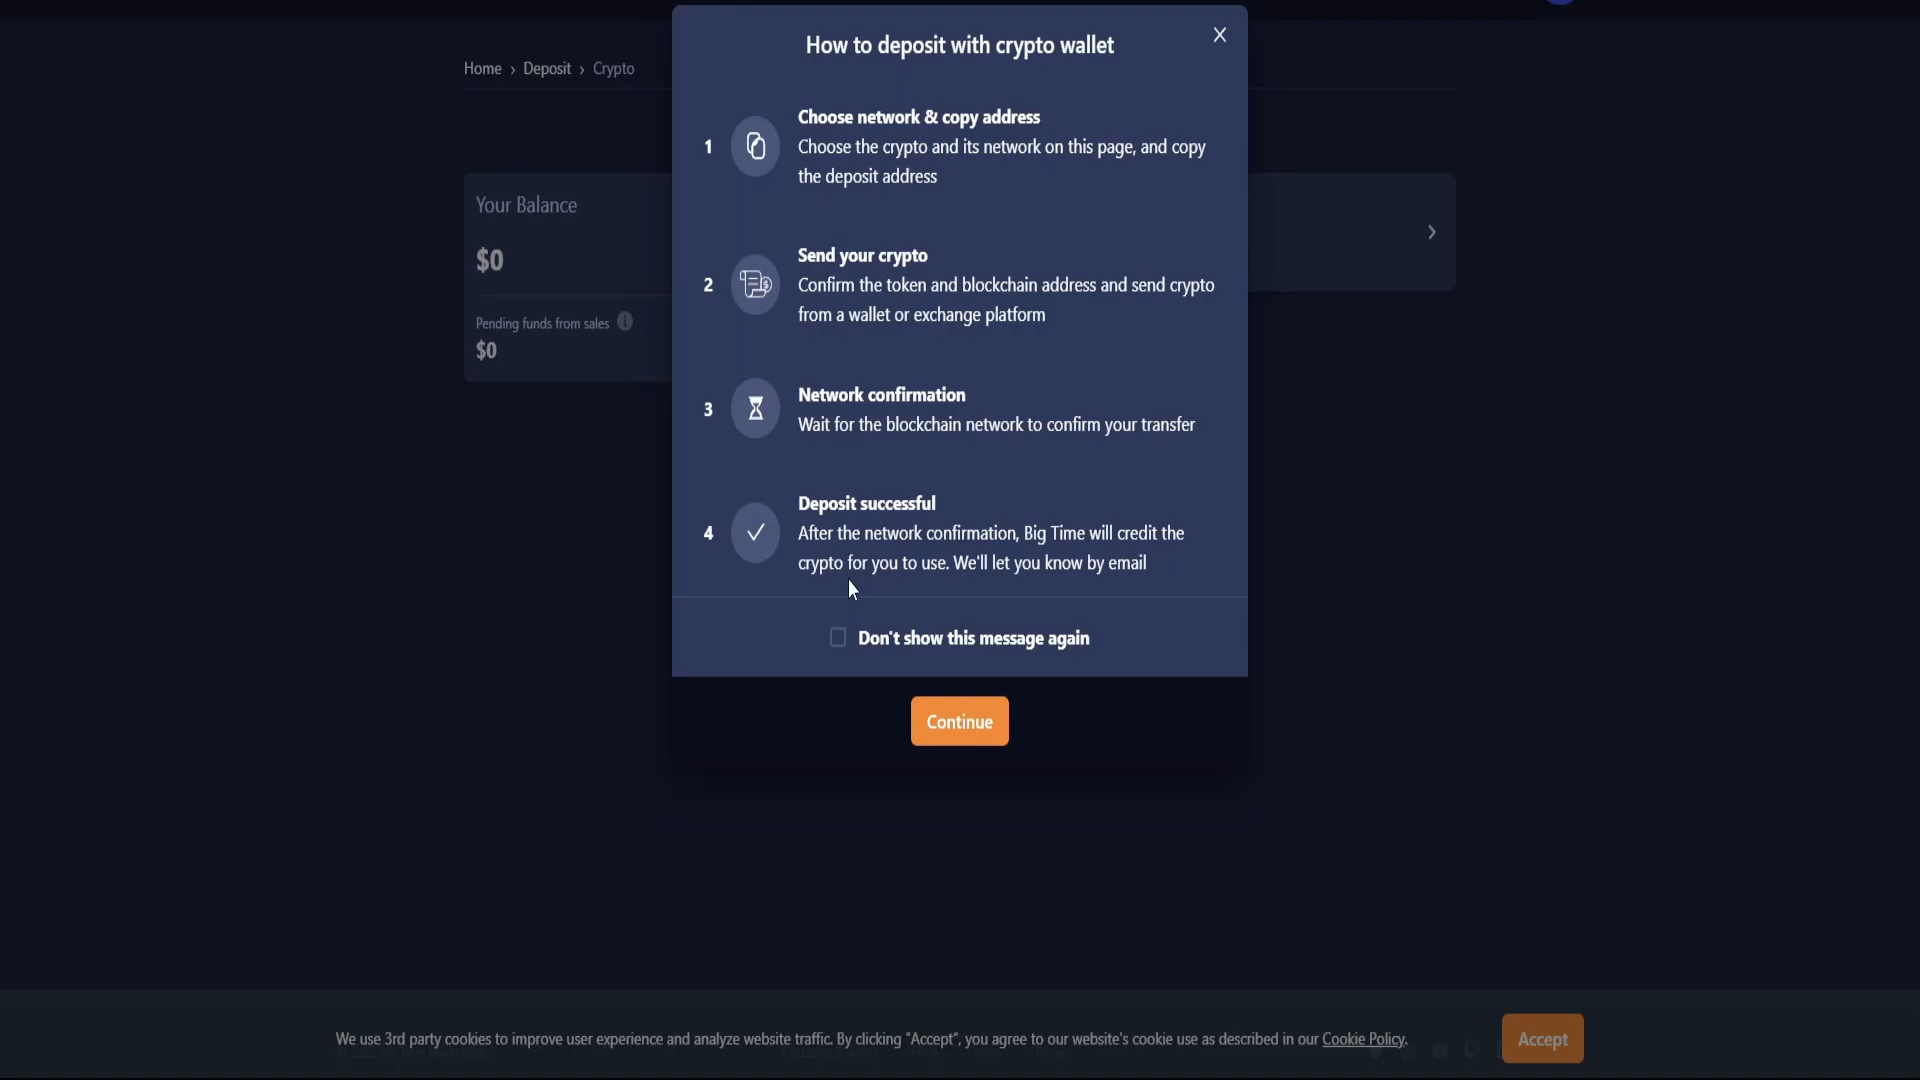 How to deposit with crypto wallet
X
Home › Deposit › Crypto
Your Balance
$0
Pending funds from sales
$0
1
Choose network & copy address
Choose the crypto and its network on this page, and copy
the deposit address
2
Send your crypto
Confirm the token and blockchain address and send crypto
from a wallet or exchange platform
3
Network confirmation
Wait for the blockchain network to confirm your transfer
4
Deposit successful
After the network confirmation, Big Time will credit the
crypto for you to use. We'll let you know by email
Don't show this message again
Continue
We use 3rd party cookies to improve user experience and analyze website traffic. By clicking "Accept", you agree to our website's cookie use as described in our Cookie Policy.
Accept